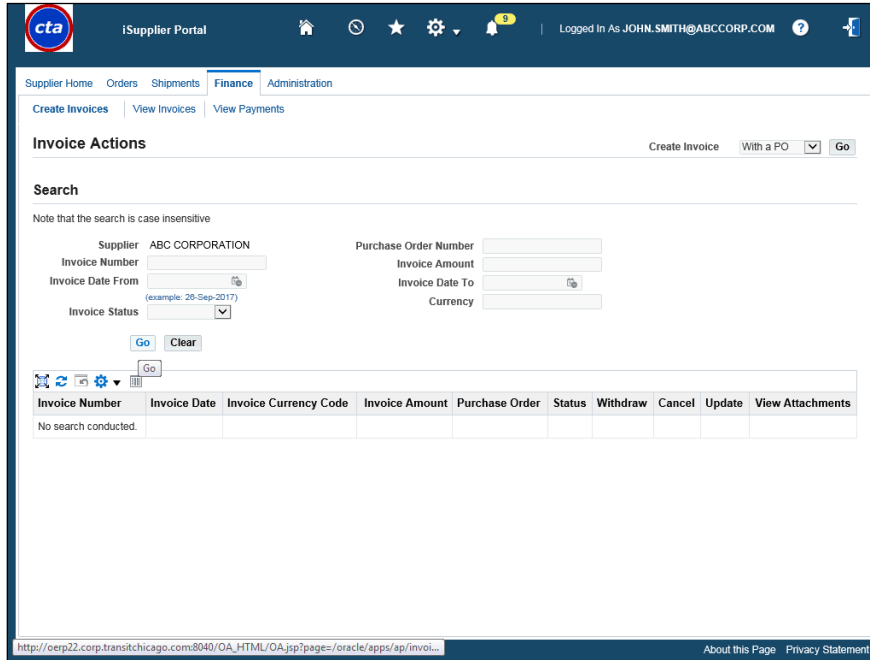 cta iSupplier Portal 9 | Logged In As JOHN.SMITH@ABCCORP.COM ?
Supplier Home Orders Shipments Finance Administration
Create Invoices View Invoices View Payments
Invoice Actions
Create Invoice With a PO Go
Search
Note that the search is case insensitive
Supplier ABC CORPORATION Purchase Order Number
Invoice Number Invoice Amount
Invoice Date From Invoice Date To
(example: 26-Sep-2017)
Currency
Invoice Status
Go Clear
Go
Invoice Number Invoice Date Invoice Currency Code Invoice Amount Purchase Order Status Withdraw Cancel Update View Attachments
No search conducted.
http://oerp22.corp.transitchicago.com:8040/OA_HTML/OA.jsp?page=/oracle/apps/ap/invoi...
About this Page Privacy Statement